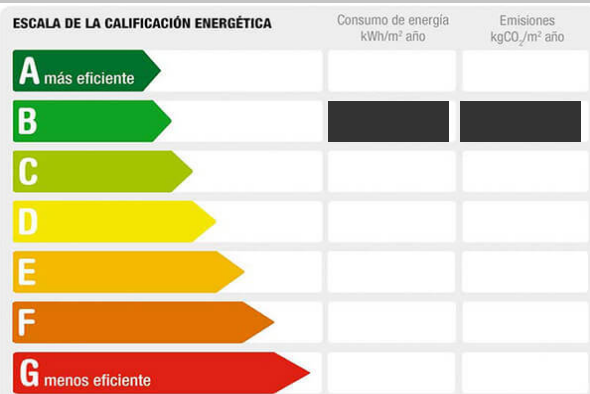 ESCALA DE LA CALIFICACIÓN ENERGÉTICA
Consumo de energía
kWh/m² año
Emisiones
kgCO₂/m² año
A más eficiente
B
C
D
E
F
G menos eficiente